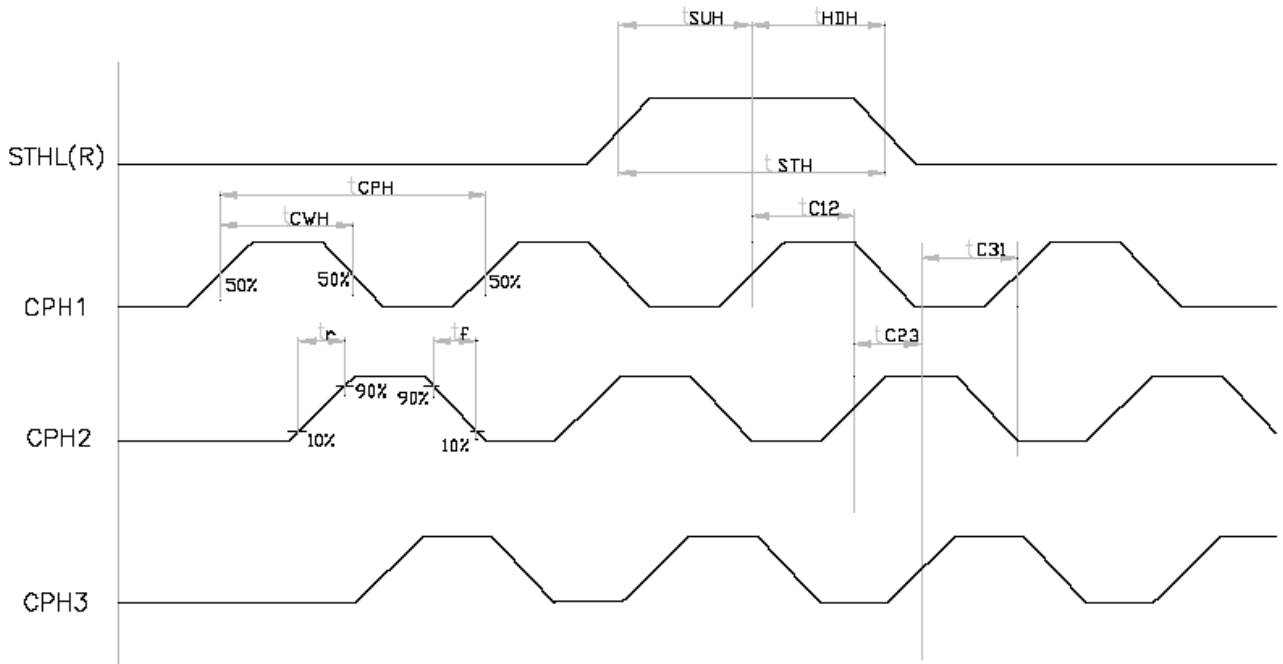 tSUH tHDH
STHL(R)
tSTH
tCPH
tCWH tC12
tC31
50% 50% 50%
CPH1
tr tf tC23
90% 90%
CPH2
10% 10%
CPH3